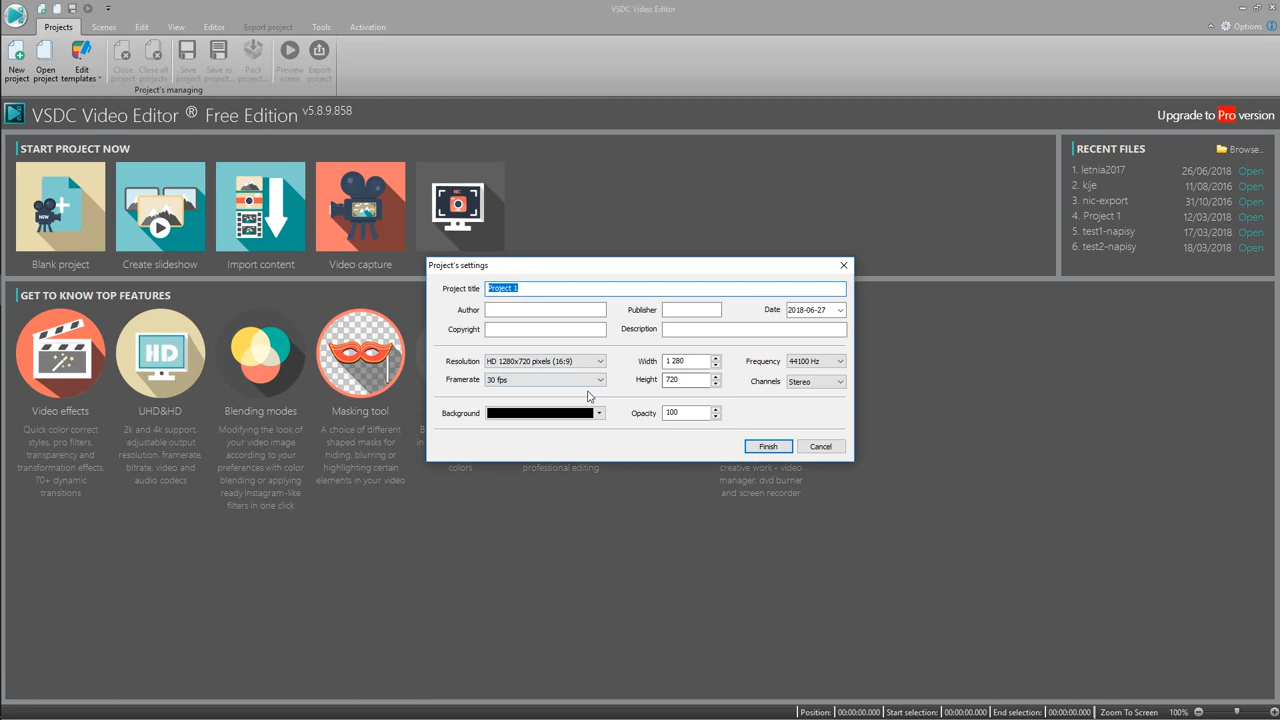 VSDC Video Editor
Projects Scenes Edit View Editor Export project Tools Activation
Options
New project
Open project
Edit templates
Close project
Close all projects
Save project
Save as project...
Pack project...
Preview scene
Export project
Project's managing
VSDC Video Editor ® Free Edition v5.8.9.858
Upgrade to Pro version
START PROJECT NOW
NEW
REC
Blank project
Create slideshow
Import content
Video capture
RECENT FILES
Browse...
1. letnia2017 26/06/2018 Open
2. kije 11/08/2016 Open
3. nic-export 31/10/2016 Open
4. Project 1 12/03/2018 Open
5. test1-napisy 17/03/2018 Open
6. test2-napisy 18/03/2018 Open
Project's settings
Project title Project 1
Author Publisher Date 2018-06-27
Copyright Description
Resolution HD 1280x720 pixels (16:9) Width 1 280 Frequency 44100 Hz
Framerate 30 fps Height 720 Channels Stereo
Background Opacity 100
Finish Cancel
GET TO KNOW TOP FEATURES
HD
Video effects
Quick color correct
styles, pro filters,
transparency and
transformation effects,
70+ dynamic
transitions
UHD&HD
2k and 4k support,
adjustable output
resolution, framerate,
bitrate, video and
audio codecs
Blending modes
Modifying the look of
your video image
according to your
preferences with color
blending or applying
ready Instagram-like
filters in one click
Masking tool
A choice of different
shaped masks for
hiding, blurring or
highlighting certain
elements in your video
colors
professional editing
creative work - video
manager, dvd burner
and screen recorder
Position: 00:00:00.000 Start selection: 00:00:00.000 End selection: 00:00:00.000 Zoom To Screen 100%